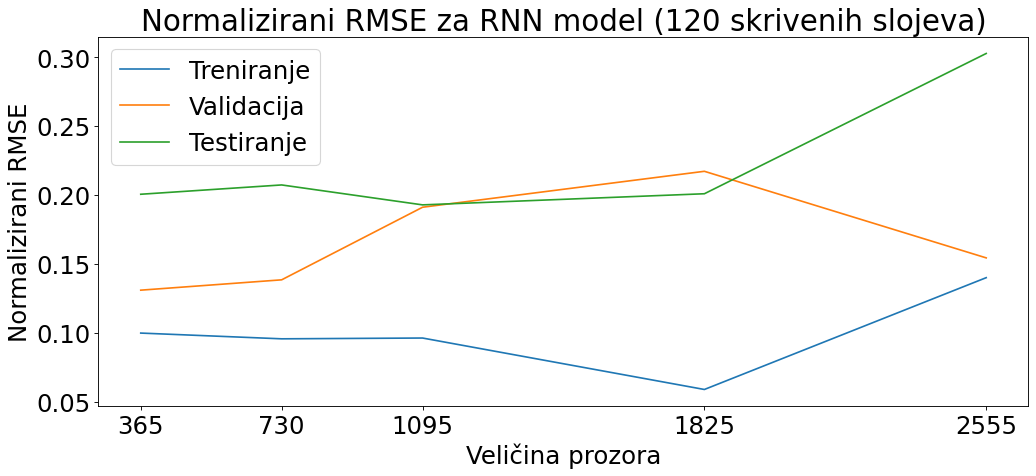 Normalizirani RMSE za RNN model (120 skrivenih slojeva)
Normalizirani RMSE
0.30
0.25
0.20
0.15
0.10
0.05
Treniranje
Validacija
Testiranje
365 730 1095 1825 2555
Veličina prozora